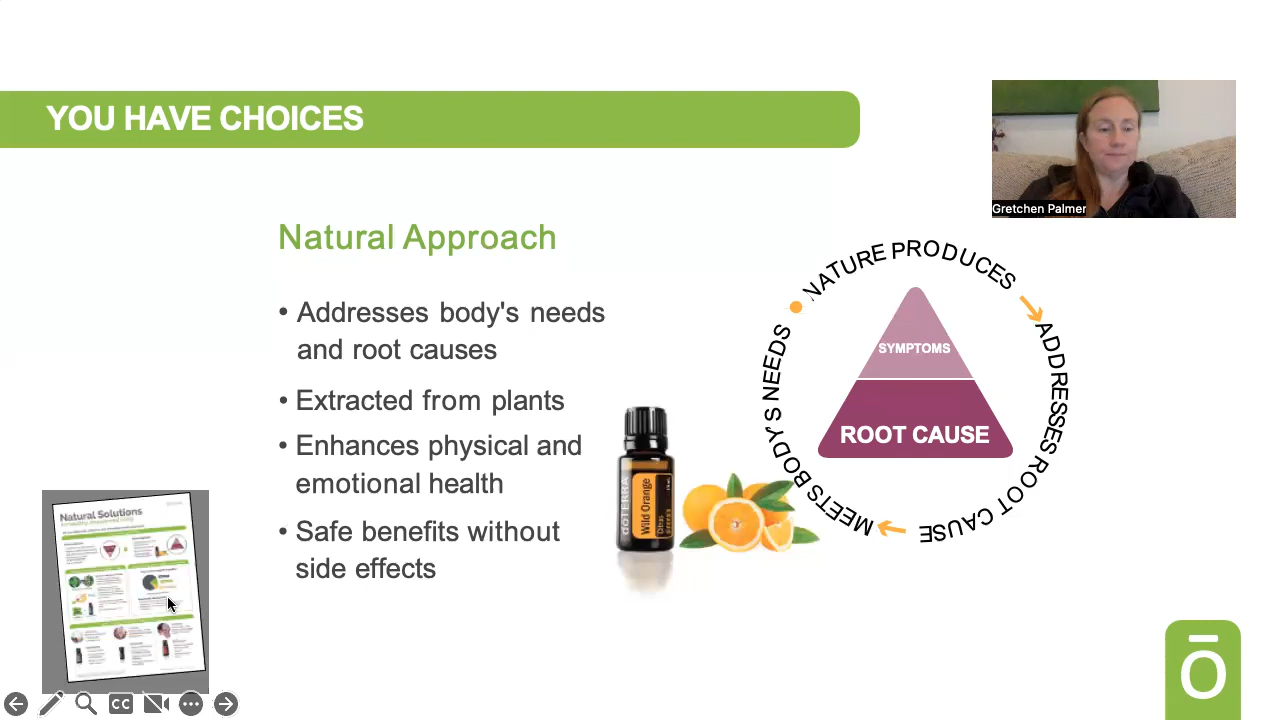 YOU HAVE CHOICES
Gretchen Palmer
Natural Approach
• Addresses body's needs
and root causes
• Extracted from plants
• Enhances physical and
emotional health
• Safe benefits without
side effects
NATURE PRODUCES
ADDRESSES ROOT CAUSE
MEETS BODY'S NEEDS
SYMPTOMS
ROOT CAUSE
dōTERRA
Wild Orange
Citrus
Natural Solutions
CC
ō